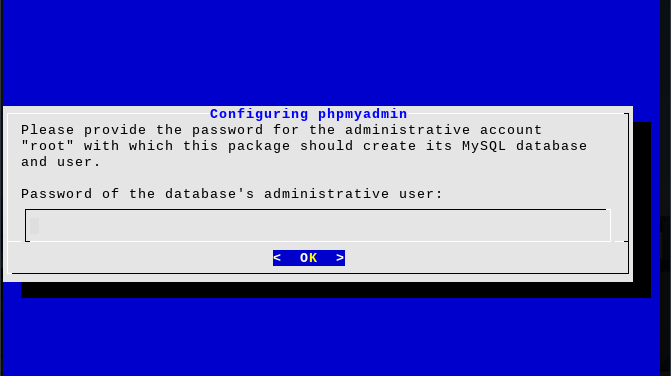 Configuring phpmyadmin
Please provide the password for the administrative account
"root" with which this package should create its MySQL database
and user.
Password of the database's administrative user:
<  OK  >